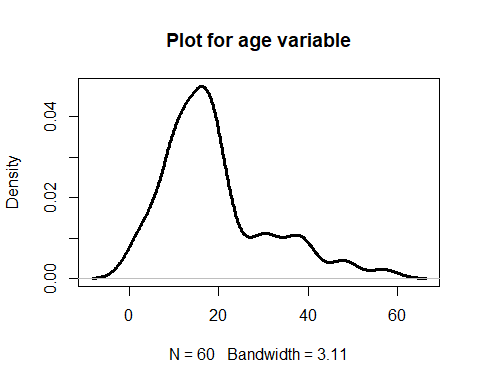 Plot for age variable
Density
0.04
0.02
0.00
0 20 40 60
N = 60 Bandwidth = 3.11